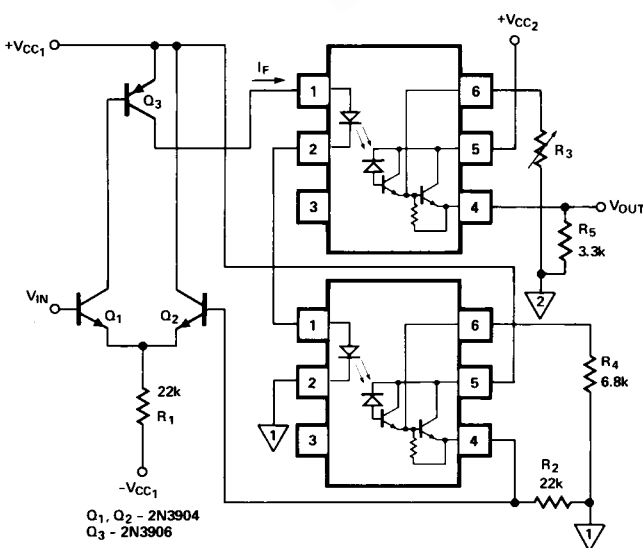 +VCC1
+VCC2
IF
Q3
1
2
3
6
5
4
R3
VOUT
R5
3.3k
2
VIN
Q1
Q2
22k
R1
−VCC1
1
2
3
6
5
4
R4
6.8k
1
R2
22k
1
Q1, Q2 – 2N3904
Q3 - 2N3906